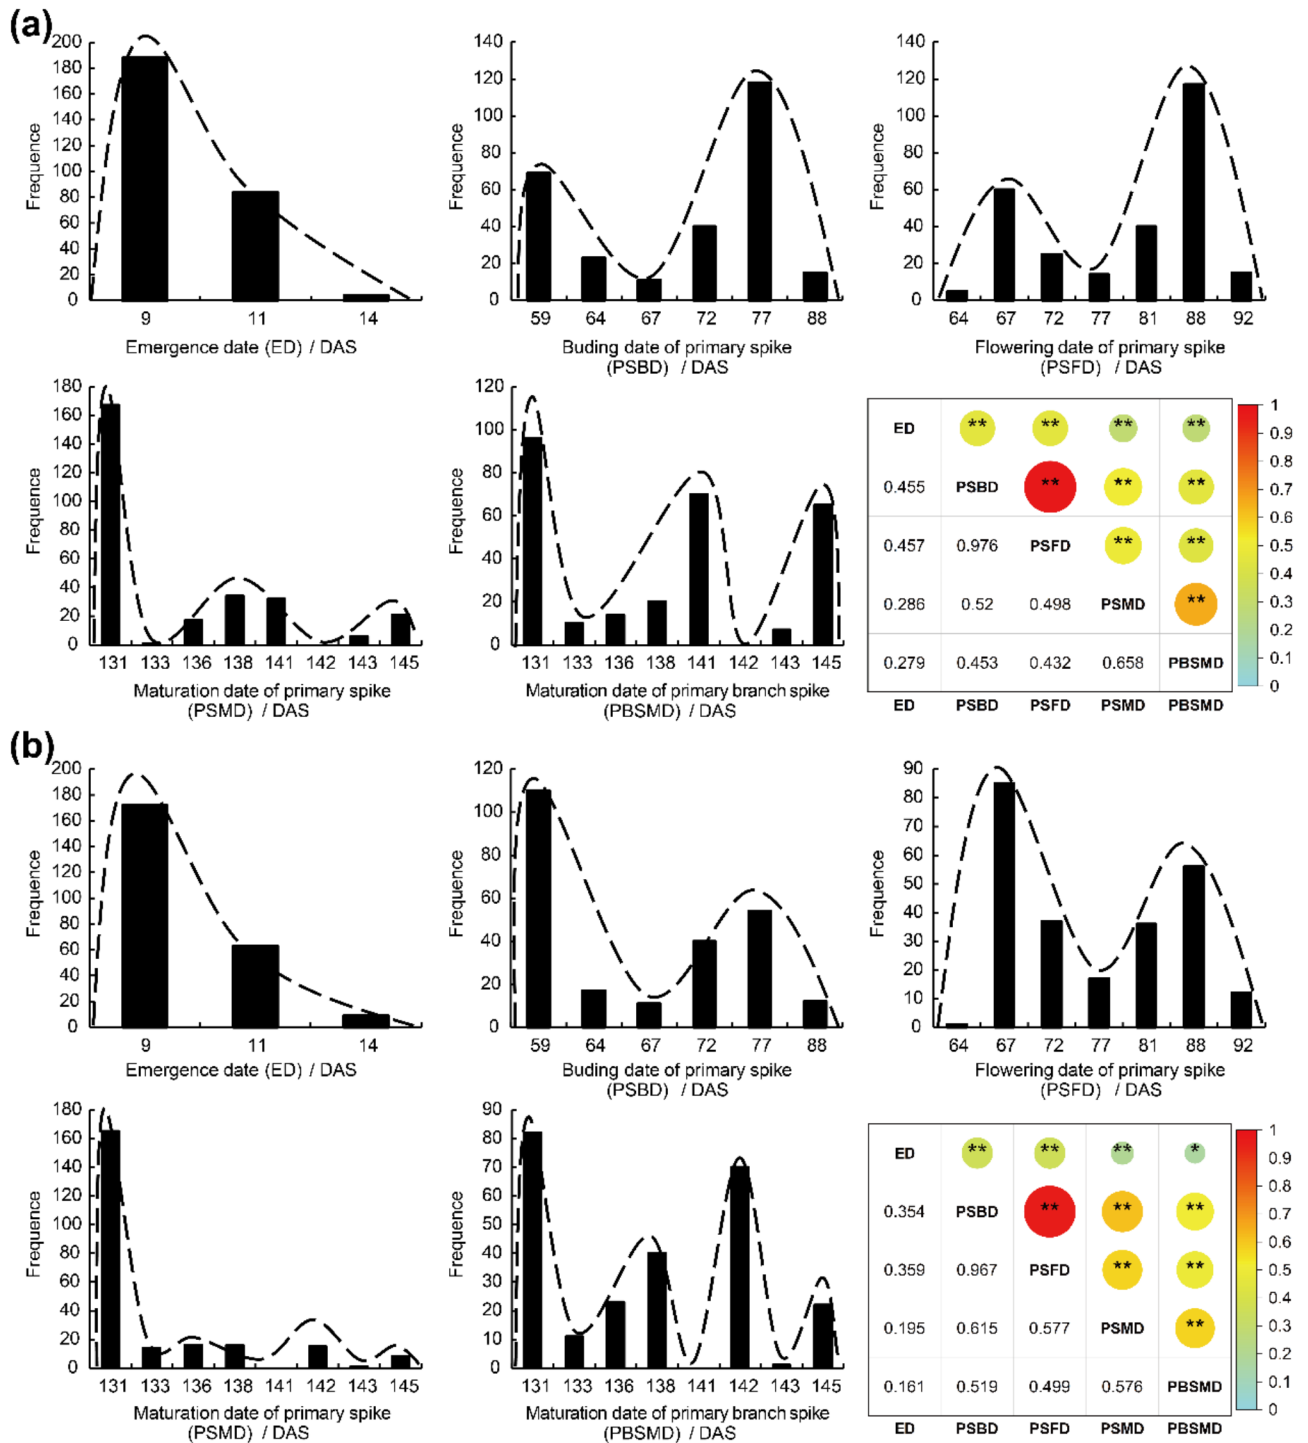 (a)
200
180
160
140
120
100
80
60
40
20
0
Frequence
9 11 14
Emergence date (ED) / DAS
140
120
100
80
60
40
20
0
Frequence
59 64 67 72 77 88
Buding date of primary spike
(PSBD) / DAS
140
120
100
80
60
40
20
0
Frequence
64 67 72 77 81 88 92
Flowering date of primary spike
(PSFD) / DAS
180
160
140
120
100
80
60
40
20
0
Frequence
131 133 136 138 141 142 143 145
Maturation date of primary spike
(PSMD) / DAS
120
100
80
60
40
20
0
Frequence
131 133 136 138 141 142 143 145
Maturation date of primary branch spike
(PBSMD) / DAS
ED ** ** ** **
0.455 PSBD ** ** **
0.457 0.976 PSFD ** **
0.286 0.52 0.498 PSMD **
0.279 0.453 0.432 0.658 PBSMD
ED PSBD PSFD PSMD PBSMD
1
0.9
0.8
0.7
0.6
0.5
0.4
0.3
0.2
0.1
0
(b)
200
180
160
140
120
100
80
60
40
20
0
Frequence
9 11 14
Emergence date (ED) / DAS
120
100
80
60
40
20
0
Frequence
59 64 67 72 77 88
Buding date of primary spike
(PSBD) / DAS
90
80
70
60
50
40
30
20
10
0
Frequence
64 67 72 77 81 88 92
Flowering date of primary spike
(PSFD) / DAS
180
160
140
120
100
80
60
40
20
0
Frequence
131 133 136 138 141 142 143 145
Maturation date of primary spike
(PSMD) / DAS
90
80
70
60
50
40
30
20
10
0
Frequence
131 133 136 138 141 142 143 145
Maturation date of primary branch spike
(PBSMD) / DAS
ED ** ** ** *
0.354 PSBD ** ** **
0.359 0.967 PSFD ** **
0.195 0.615 0.577 PSMD **
0.161 0.519 0.499 0.576 PBSMD
ED PSBD PSFD PSMD PBSMD
1
0.9
0.8
0.7
0.6
0.5
0.4
0.3
0.2
0.1
0